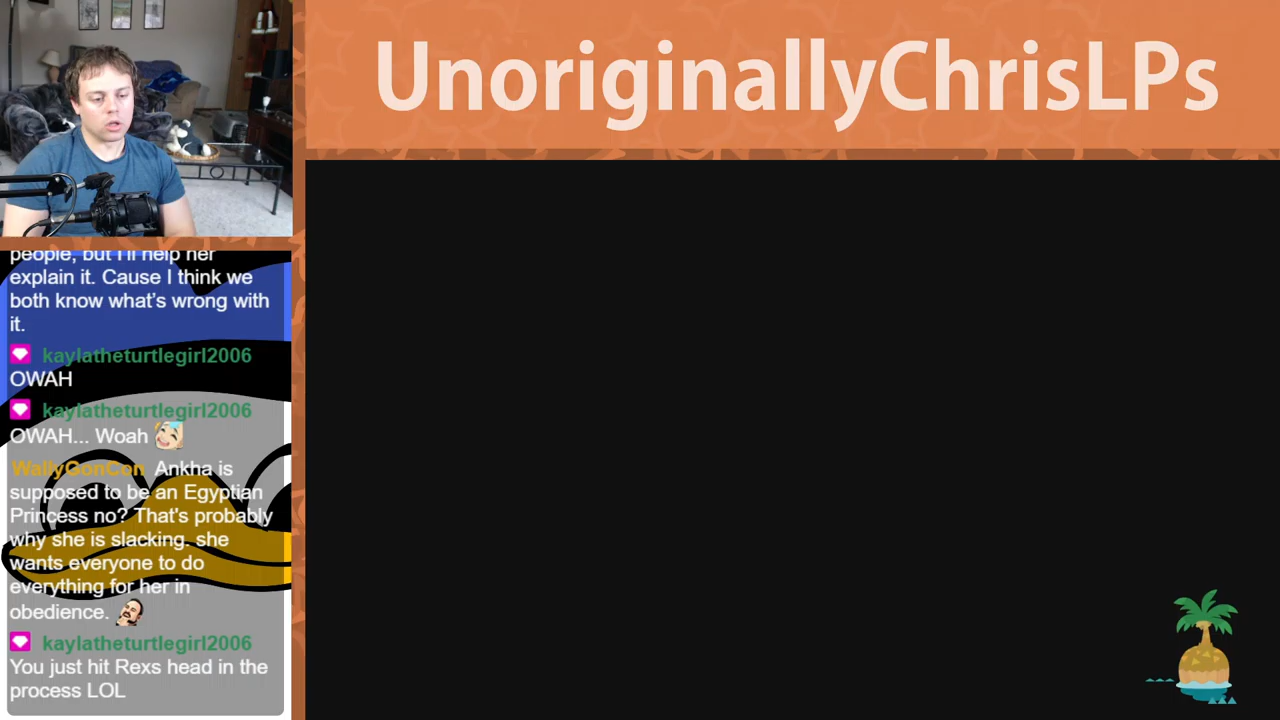 UnoriginallyChrisLPs
people, but I'll help her
explain it. Cause I think we
both know what's wrong with
it.
kaylatheturtlegirl2006
OWAH
kaylatheturtlegirl2006
OWAH... Woah
WallyGonCon Ankha is
supposed to be an Egyptian
Princess no? That's probably
why she is slacking. she
wants everyone to do
everything for her in
obedience.
kaylatheturtlegirl2006
You just hit Rexs head in the
process LOL